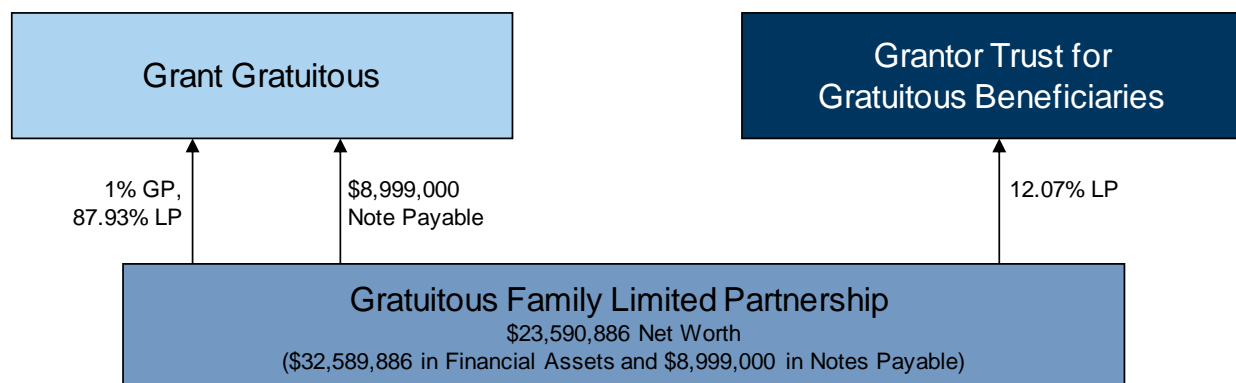 Grant Gratuitous
Grantor Trust for
Gratuitous Beneficiaries
1% GP,
87.93% LP
$8,999,000
Note Payable
12.07% LP
Gratuitous Family Limited Partnership
$23,590,886 Net Worth
($32,589,886 in Financial Assets and $8,999,000 in Notes Payable)